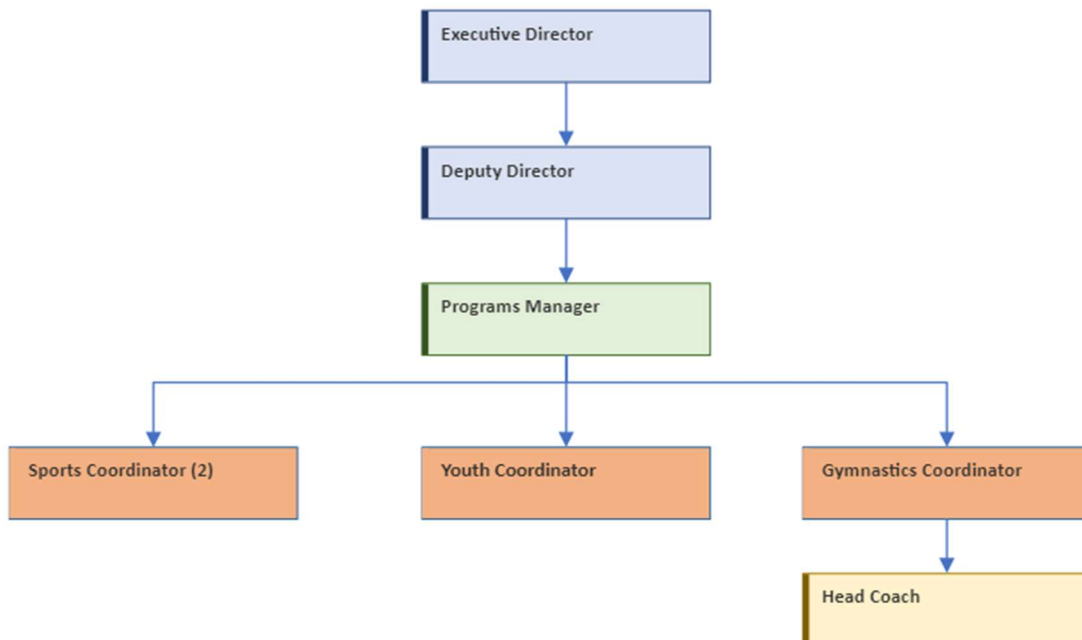 Executive Director
Deputy Director
Programs Manager
Sports Coordinator (2)
Youth Coordinator
Gymnastics Coordinator
Head Coach